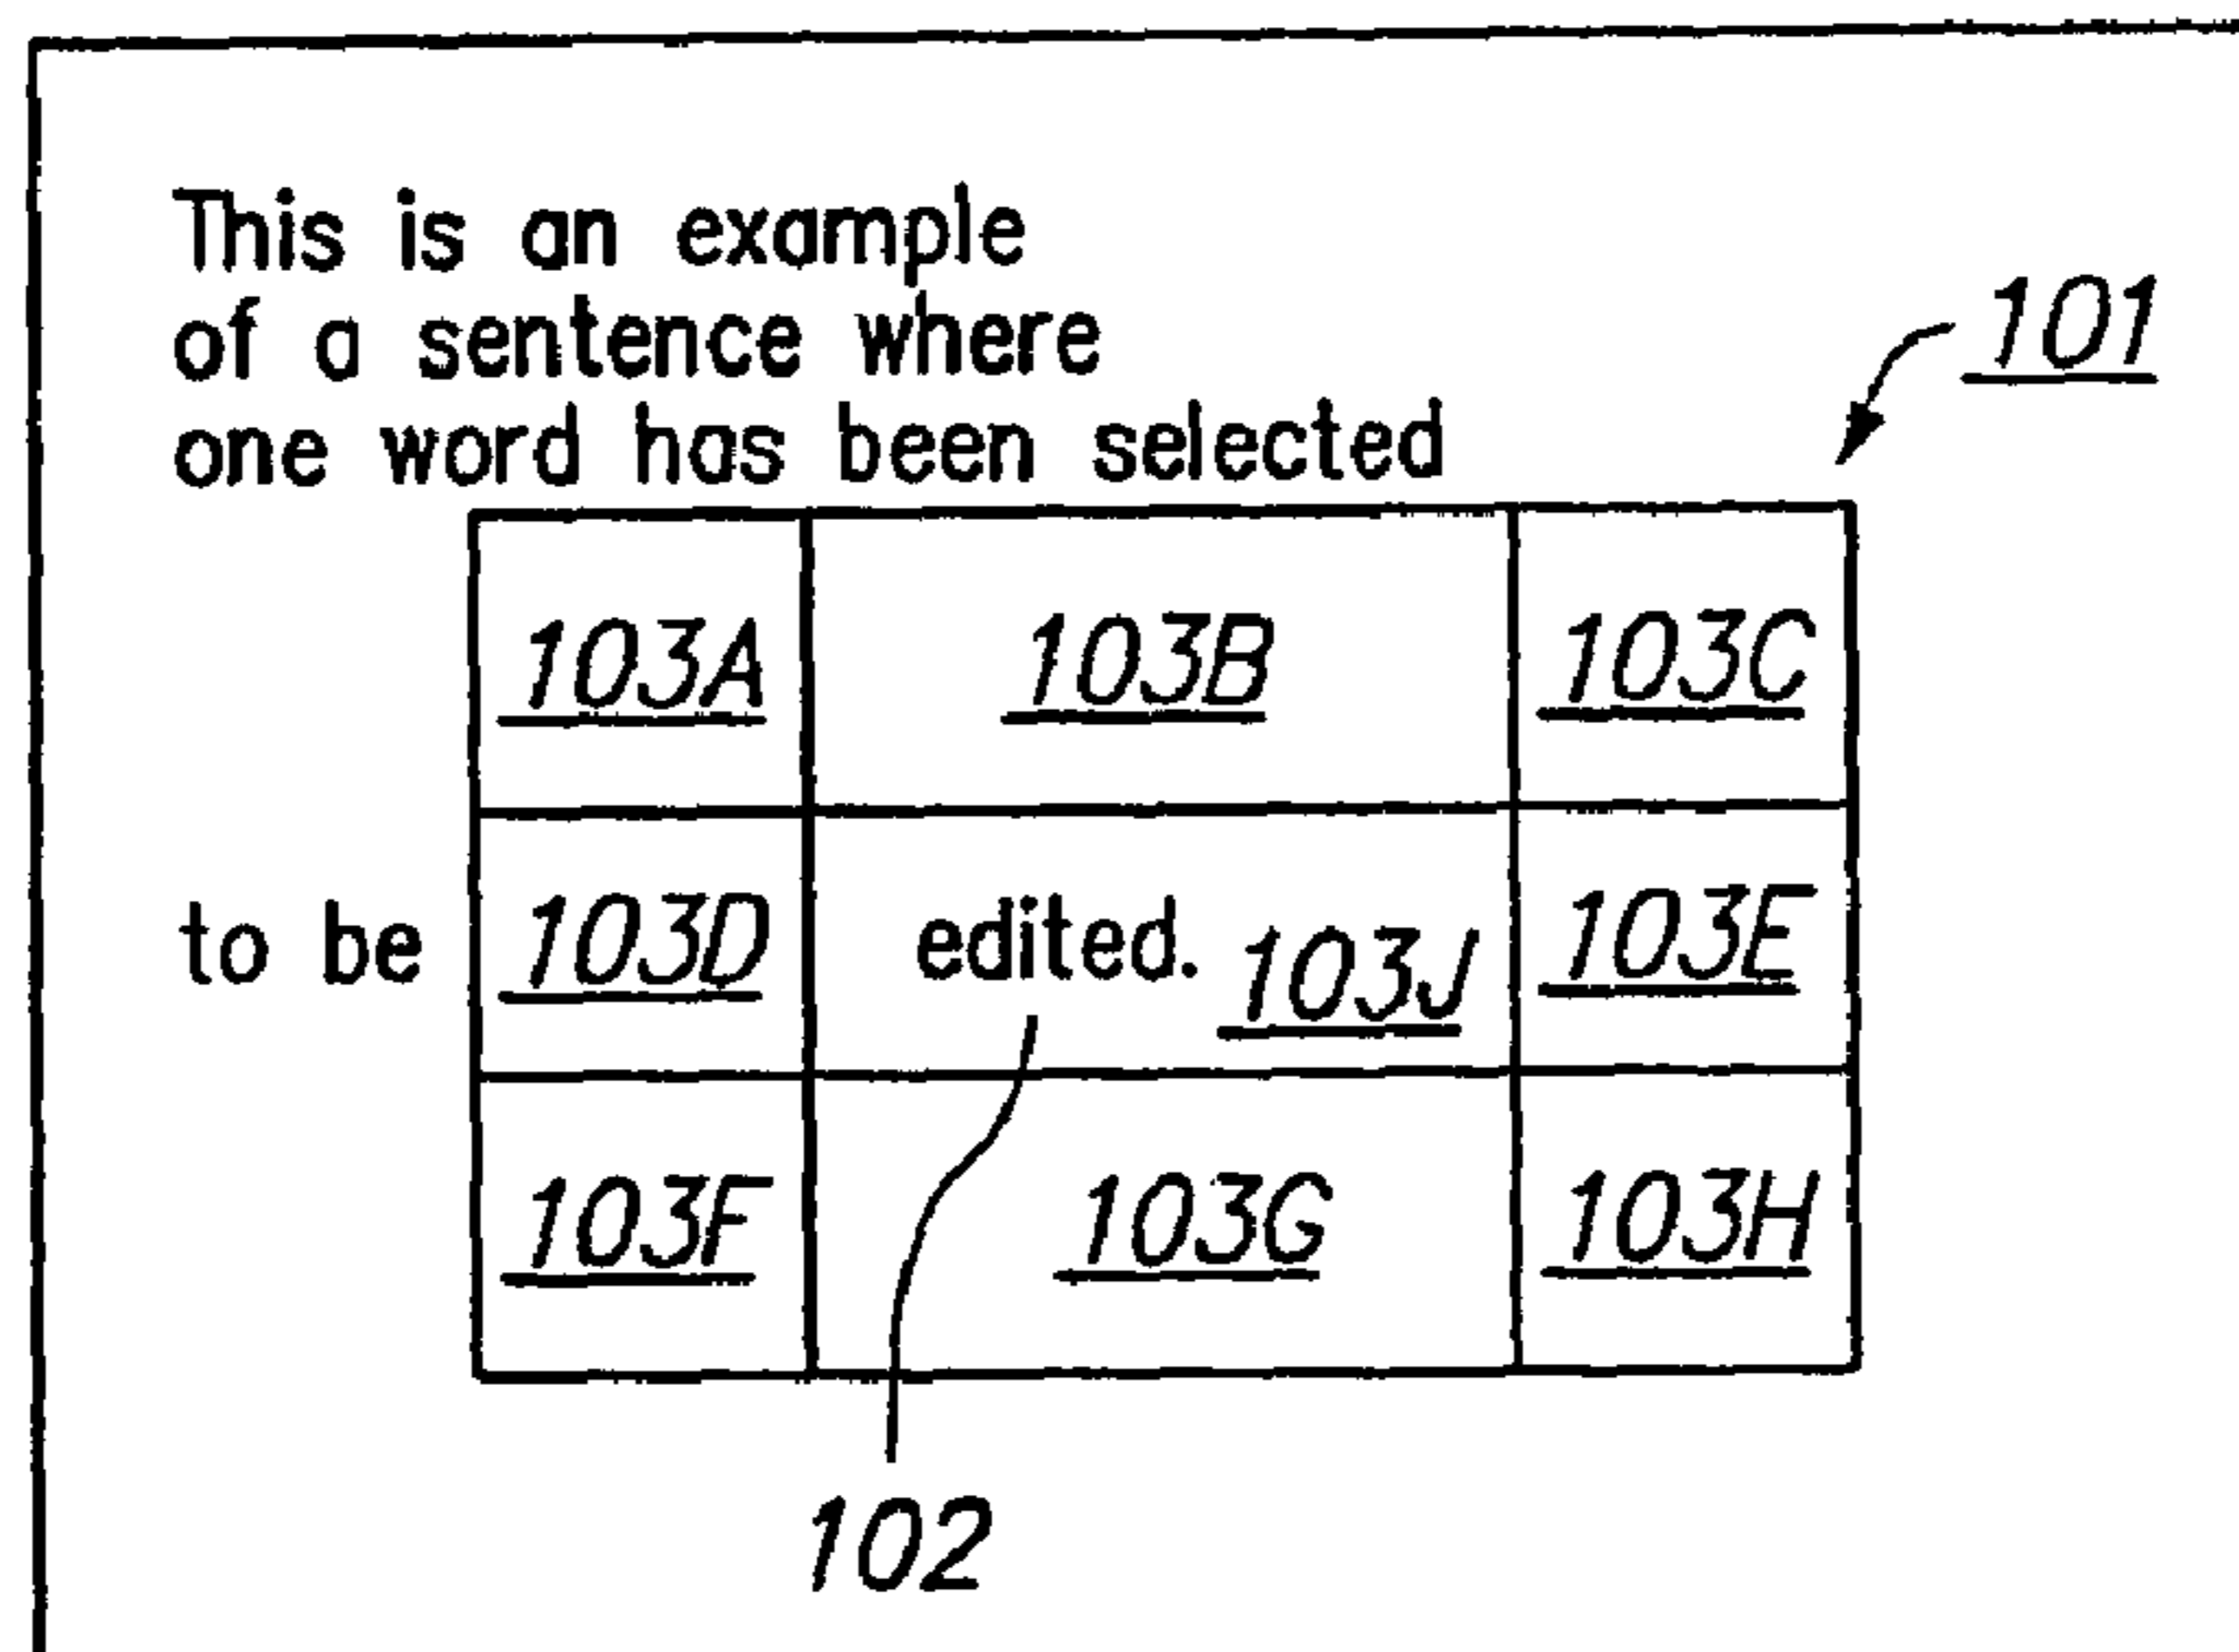 This is an example
of a sentence where
101
one word has been selected
103A 103B 103C
to be 103D edited. 103J 103E
103F 103G 103H
102